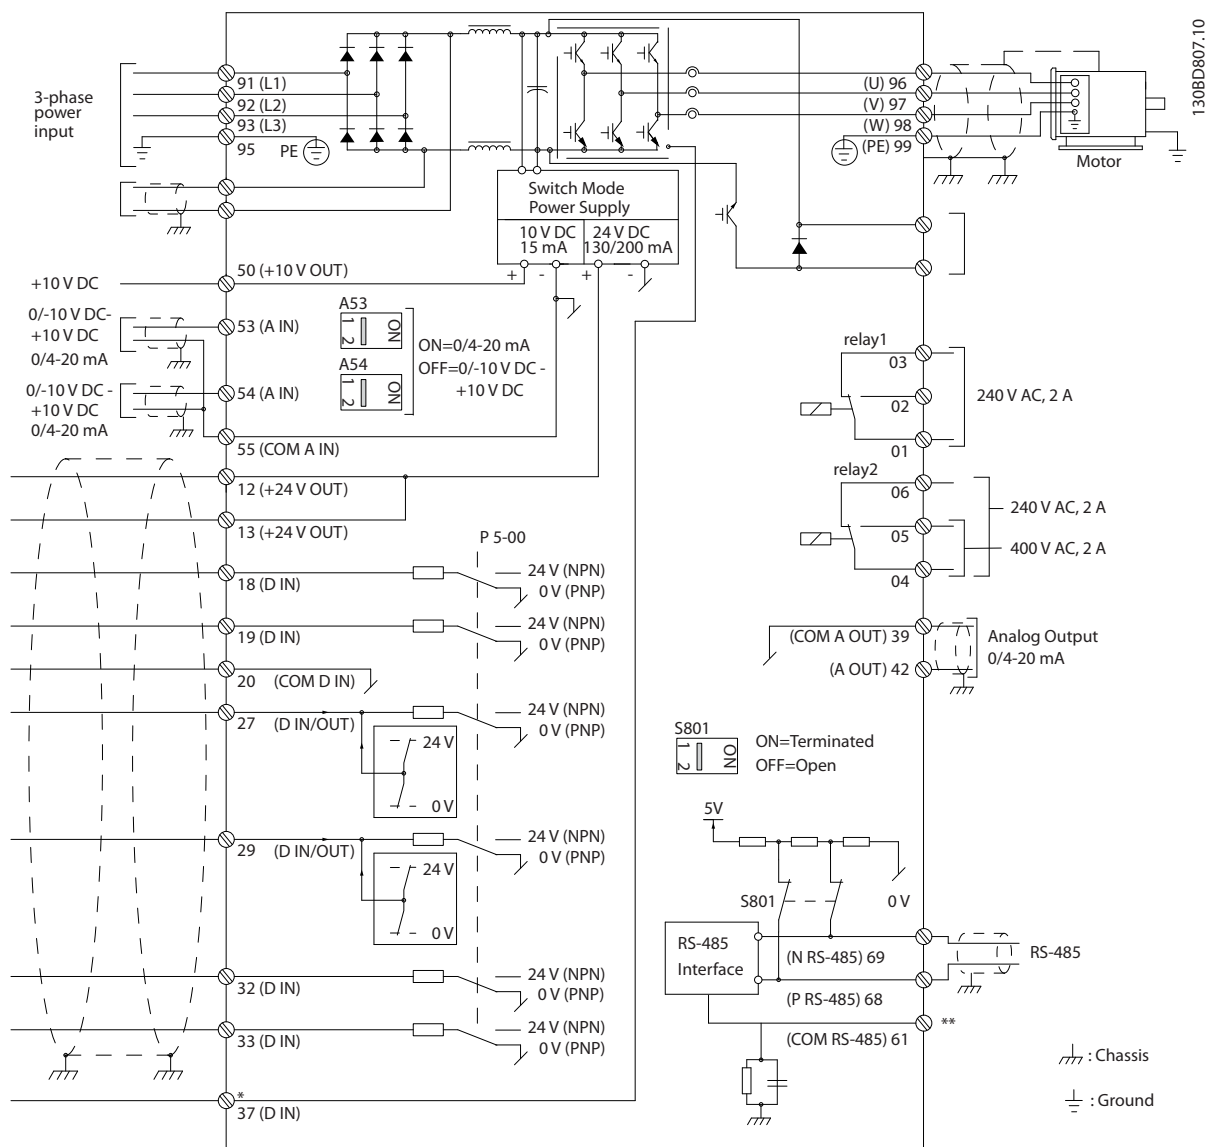 130BD807.10
3-phase
power
input
91 (L1)
92 (L2)
93 (L3)
95
PE
(U) 96
(V) 97
(W) 98
(PE) 99
Motor
Switch Mode
Power Supply
10 V DC
15 mA
24 V DC
130/200 mA
+ - + -
+10 V DC
50 (+10 V OUT)
0/-10 V DC-
+10 V DC
0/4-20 mA
53 (A IN)
A53
1 2
ON
A54
1 2
ON
ON=0/4-20 mA
OFF=0/-10 V DC -
+10 V DC
0/-10 V DC -
+10 V DC
0/4-20 mA
54 (A IN)
55 (COM A IN)
12 (+24 V OUT)
13 (+24 V OUT)
P 5-00
18 (D IN)
24 V (NPN)
0 V (PNP)
19 (D IN)
24 V (NPN)
0 V (PNP)
20 (COM D IN)
27 (D IN/OUT)
24 V (NPN)
0 V (PNP)
24 V
0 V
29 (D IN/OUT)
24 V (NPN)
0 V (PNP)
24 V
0 V
32 (D IN)
24 V (NPN)
0 V (PNP)
33 (D IN)
24 V (NPN)
0 V (PNP)
*
37 (D IN)
relay1
03
02
01
240 V AC, 2 A
relay2
06
05
04
240 V AC, 2 A
400 V AC, 2 A
(COM A OUT) 39
(A OUT) 42
Analog Output
0/4-20 mA
S801
1 2
ON
ON=Terminated
OFF=Open
5V
S801
0 V
RS-485
Interface
(N RS-485) 69
(P RS-485) 68
(COM RS-485) 61
RS-485
**
: Chassis
: Ground